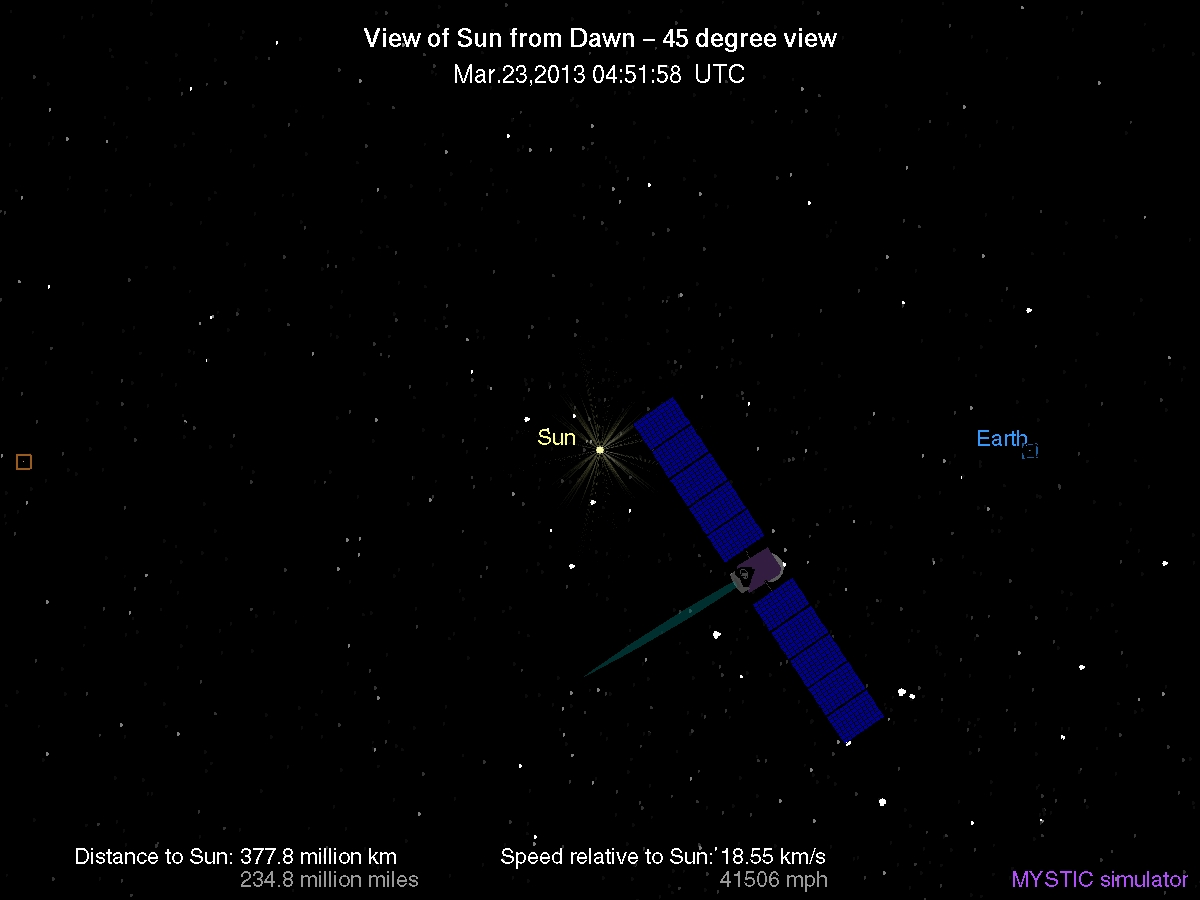 View of Sun from Dawn – 45 degree view
Mar.23,2013 04:51:58 UTC
Sun
Earth
Distance to Sun: 377.8 million km
234.8 million miles
Speed relative to Sun: 18.55 km/s
41506 mph
MYSTIC simulator